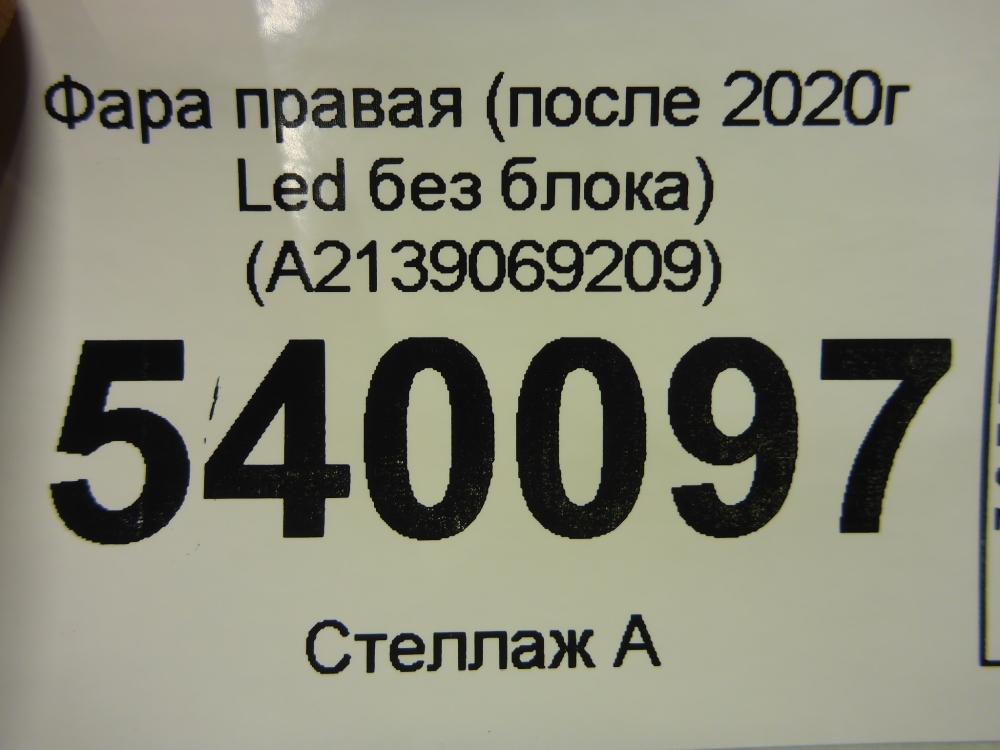 Фара правая (после 2020г
Led без блока)
(A2139069209)
540097
Стеллаж А